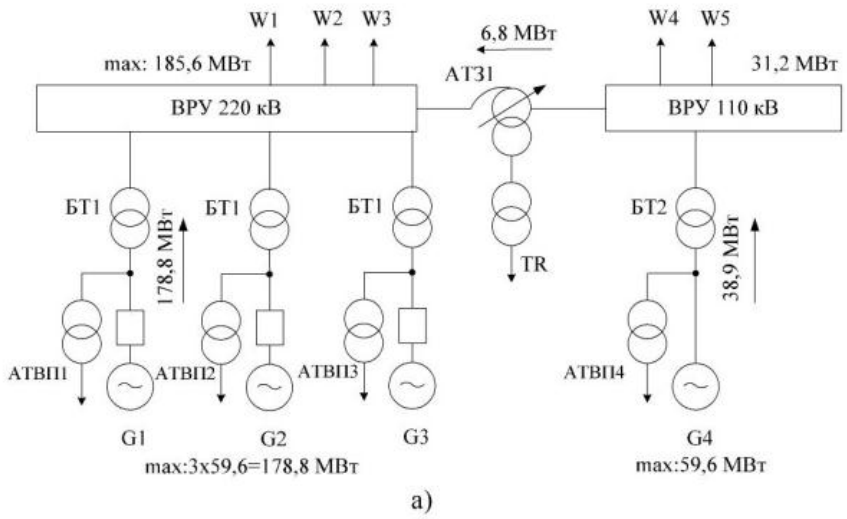 W1 W2 W3 W4 W5
6,8 МВт
max: 185,6 МВт
АТЗ1
31,2 МВт
ВРУ 220 кВ
ВРУ 110 кВ
БТ1 БТ1 БТ1 БТ2
178,8 МВт
38,9 МВт
TR
АТВП1 АТВП2 АТВП3 АТВП4
G1 G2 G3 G4
max:3x59,6=178,8 МВт
max:59,6 МВт
а)